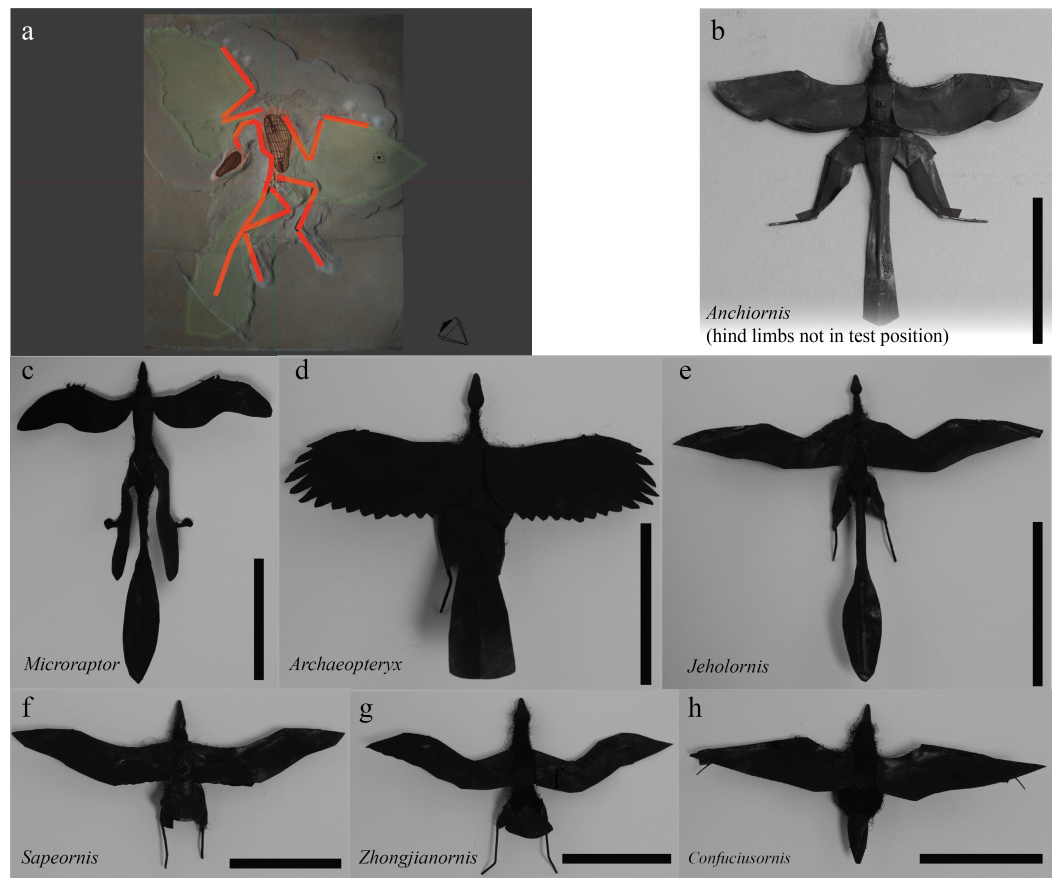 a
b
Anchiornis
(hind limbs not in test position)
c
d
e
Microraptor
Archaeopteryx
Jeholornis
f
g
h
f
Sapeornis
Zhongjianornis
Confuciusornis